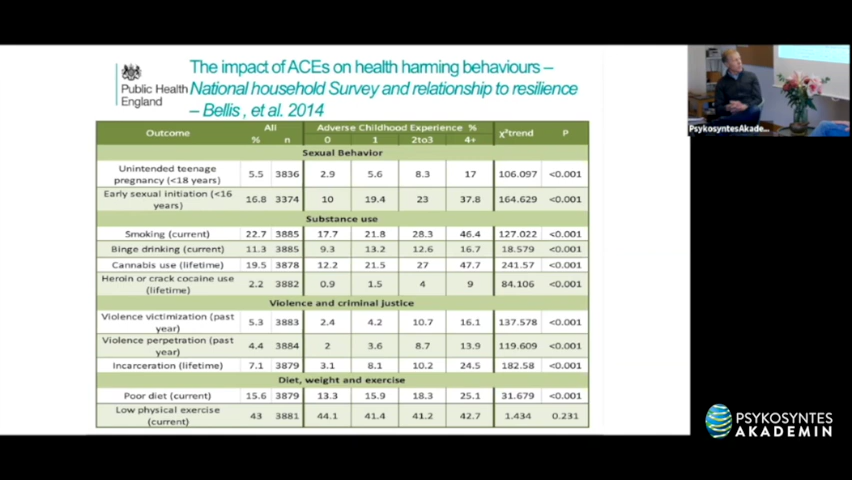 The impact of ACEs on health harming behaviours –
Public Health
England
National household Survey and relationship to resilience
– Bellis , et al. 2014
Outcome All Adverse Childhood Experience % χ²trend P
% n 0 1 2to3 4+
Sexual Behavior
Unintended teenage
pregnancy (<18 years) 5.5 3836 2.9 5.6 8.3 17 106.097 <0.001
Early sexual initiation (<16
years) 16.8 3374 10 19.4 23 37.8 164.629 <0.001
Substance use
Smoking (current) 22.7 3885 17.7 21.8 28.3 46.4 127.022 <0.001
Binge drinking (current) 11.3 3885 9.3 13.2 12.6 16.7 18.579 <0.001
Cannabis use (lifetime) 19.5 3878 12.2 21.5 27 47.7 241.57 <0.001
Heroin or crack cocaine use
(lifetime) 2.2 3882 0.9 1.5 4 9 84.106 <0.001
Violence and criminal justice
Violence victimization (past
year) 5.3 3883 2.4 4.2 10.7 16.1 137.578 <0.001
Violence perpetration (past
year) 4.4 3884 2 3.6 8.7 13.9 119.609 <0.001
Incarceration (lifetime) 7.1 3879 3.1 8.1 10.2 24.5 182.58 <0.001
Diet, weight and exercise
Poor diet (current) 15.6 3879 13.3 15.9 18.3 25.1 31.679 <0.001
Low physical exercise
(current) 43 3881 44.1 41.4 41.2 42.7 1.434 0.231
PsykosyntesAkade...
PSYKOSYNTES
AKADEMIN